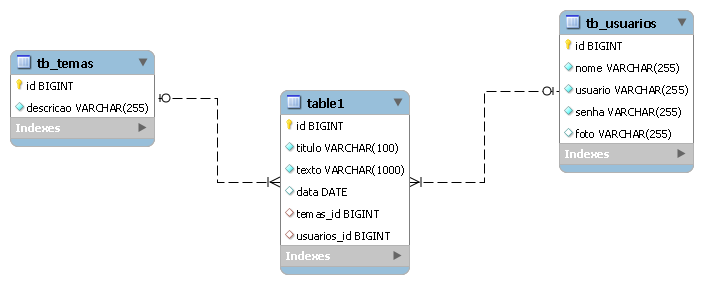 tb_temas
id BIGINT
descricao VARCHAR(255)
Indexes
table1
id BIGINT
titulo VARCHAR(100)
texto VARCHAR(1000)
data DATE
temas_id BIGINT
usuarios_id BIGINT
Indexes
tb_usuarios
id BIGINT
nome VARCHAR(255)
usuario VARCHAR(255)
senha VARCHAR(255)
foto VARCHAR(255)
Indexes